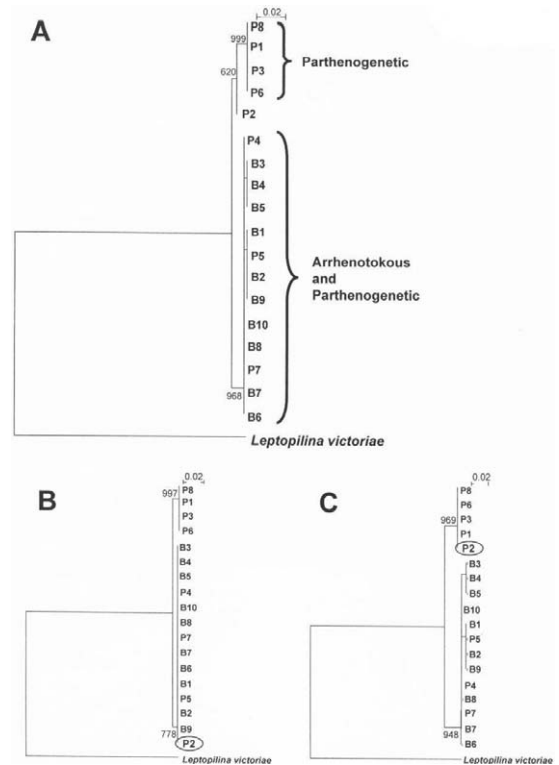 0.02
A
P8
999
P1
Parthenogenetic
P3
620
P6
P2
P4
B3
B4
B5
B1
Arrhenotokous
P5
and
B2
Parthenogenetic
B9
B10
B8
P7
B7
968
B6
Leptopilina victoriae
B
0.02
997
P8
P1
P3
P6
B3
B4
B5
P4
B10
B8
P7
B7
B6
B1
P5
B2
B9
778
P2
Leptopilina victoriae
C
0.02
P8
P6
969
P3
P1
P2
B3
B4
B5
B10
B1
P5
B2
B9
P4
B8
P7
948
B7
B6
Leptopilina victoriae